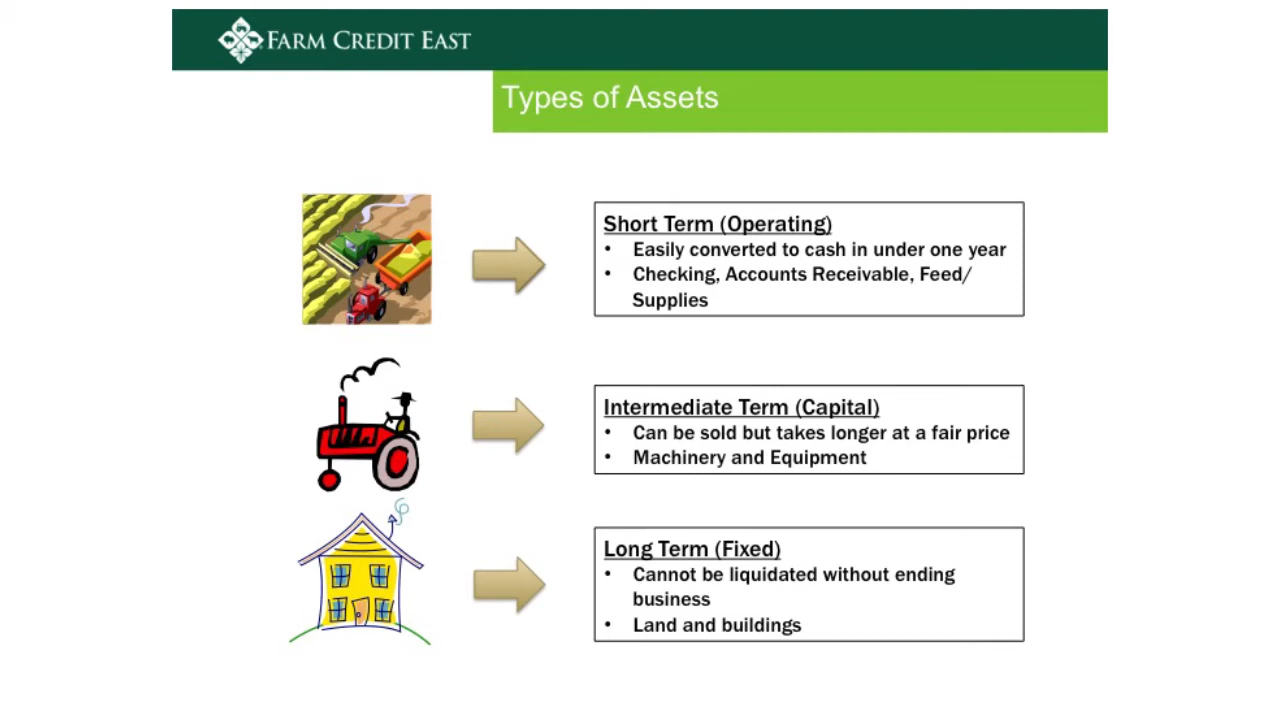 FARM CREDIT EAST
Types of Assets
Short Term (Operating)
• Easily converted to cash in under one year
• Checking, Accounts Receivable, Feed/
Supplies
Intermediate Term (Capital)
• Can be sold but takes longer at a fair price
• Machinery and Equipment
Long Term (Fixed)
• Cannot be liquidated without ending
business
• Land and buildings